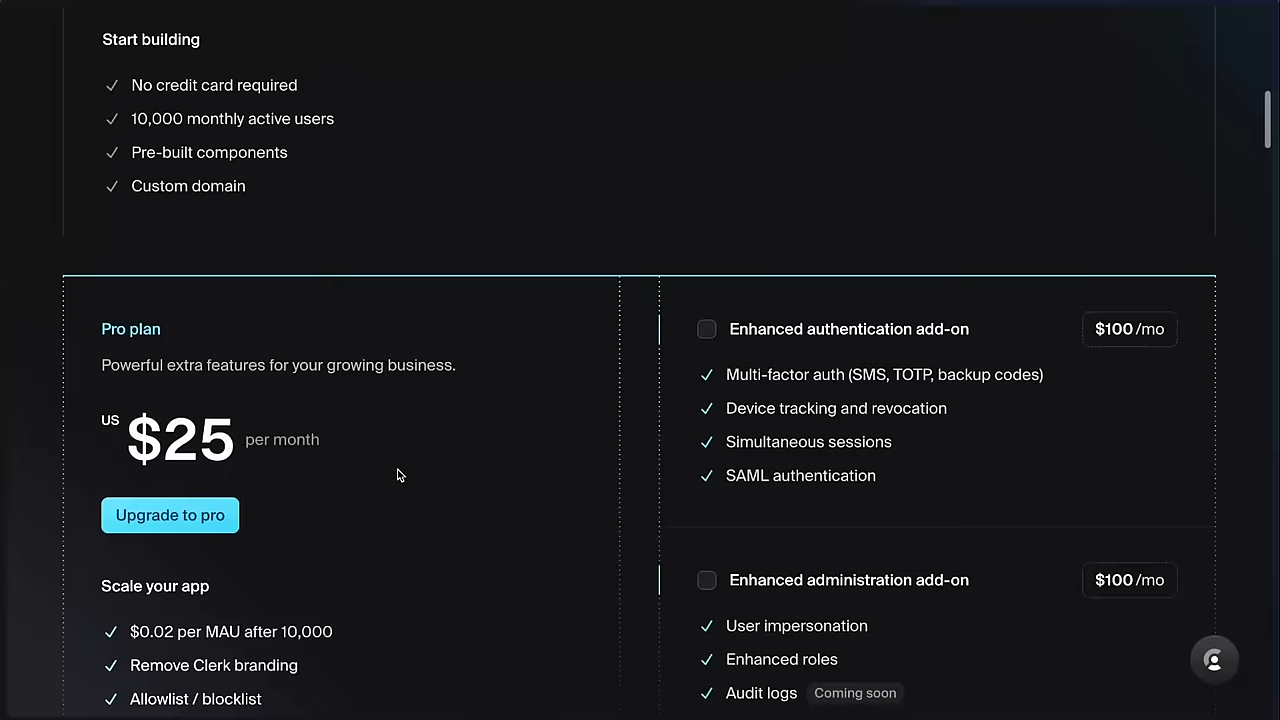 Start building
No credit card required
10,000 monthly active users
Pre-built components
Custom domain
Pro plan
Powerful extra features for your growing business.
US $25 per month
Upgrade to pro
Scale your app
$0.02 per MAU after 10,000
Remove Clerk branding
Allowlist / blocklist
Enhanced authentication add-on $100 /mo
Multi-factor auth (SMS, TOTP, backup codes)
Device tracking and revocation
Simultaneous sessions
SAML authentication
Enhanced administration add-on $100 /mo
User impersonation
Enhanced roles
Audit logs Coming soon